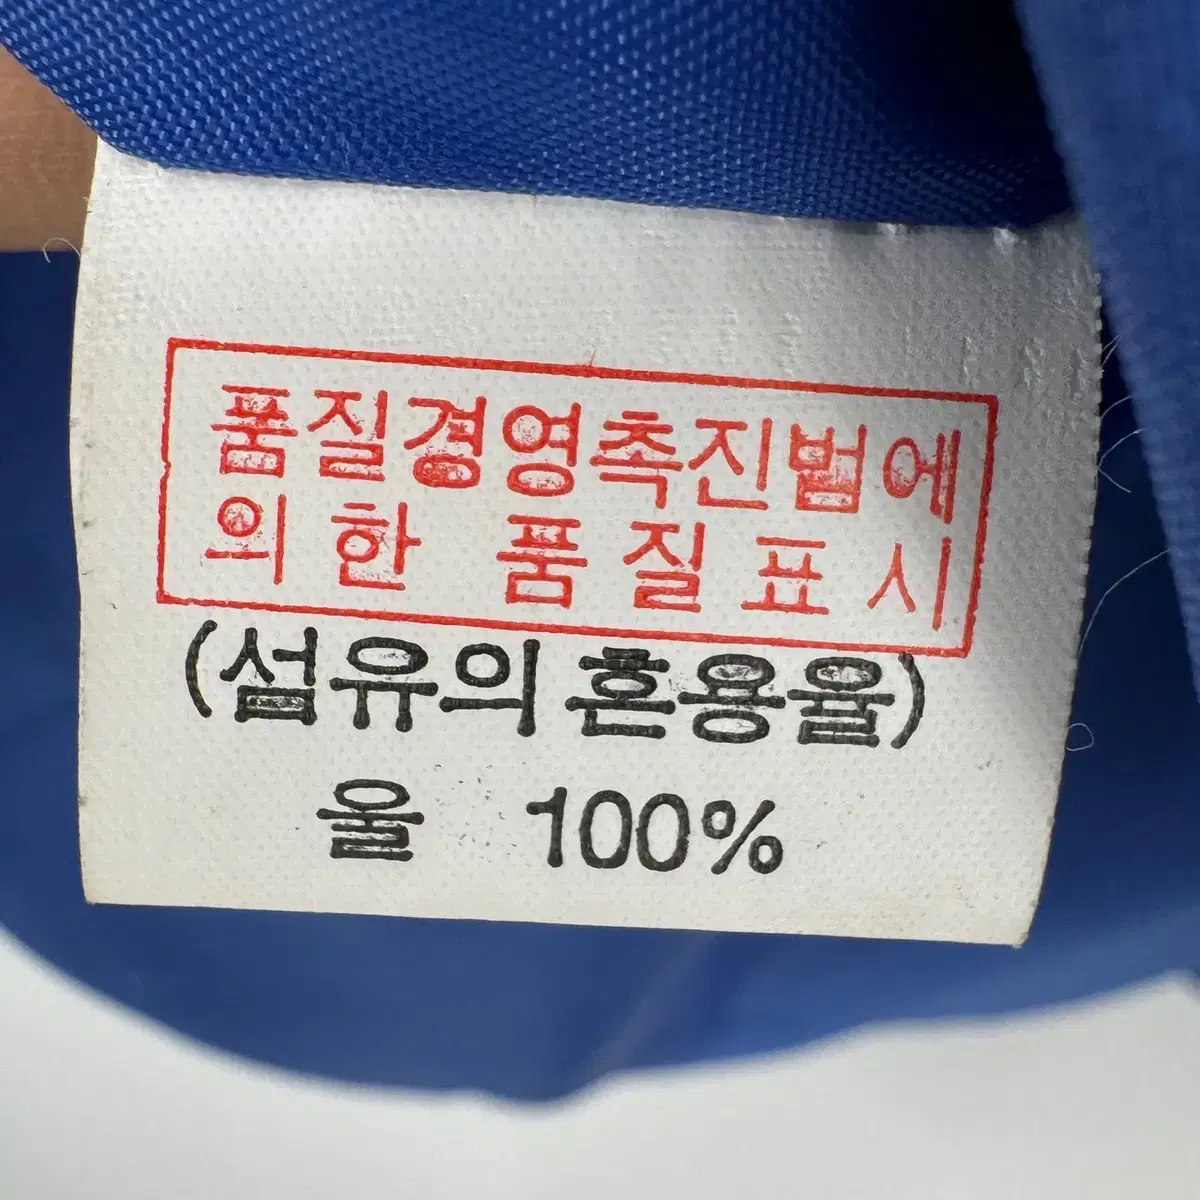 품질경영촉진법에
의한 품질표시
(섬유의 혼용율)
울 100%